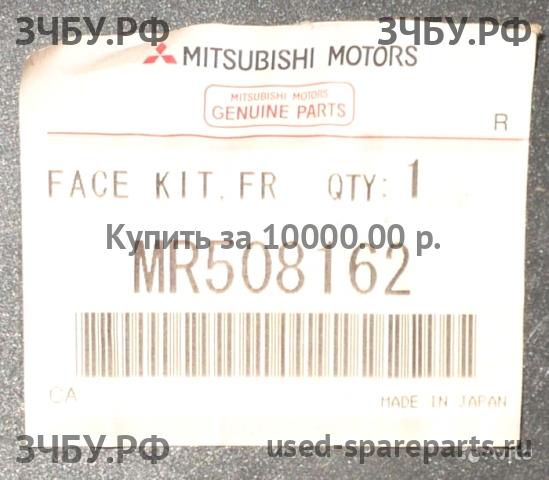 ЗЧБУ.РФ ЗЧБУ.РФ
MITSUBISHI MOTORS
MITSUBISHI MOTORS
GENUINE PARTS
R
FACE KIT, FR QTY: 1
Купить за 10000.00 р.
MR508162
CA
MADE IN JAPAN
ЗЧБУ.РФ used-spareparts.ru